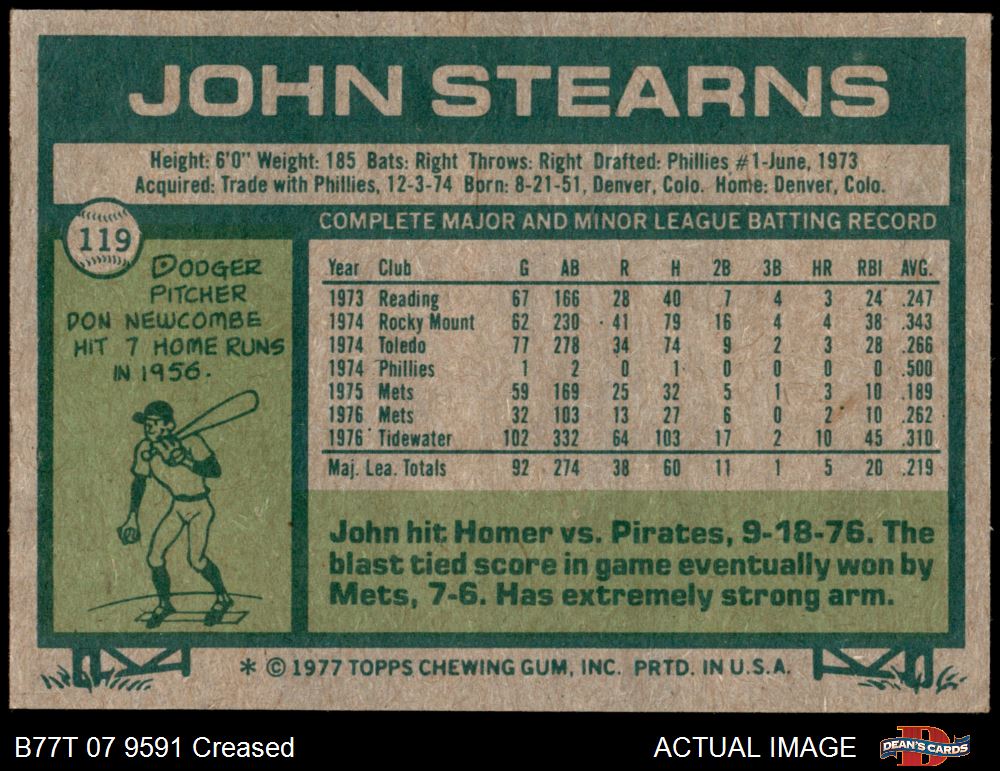 JOHN STEARNS
Height: 6'0" Weight: 185 Bats: Right Throws: Right Drafted: Phillies #1-June, 1973
Acquired: Trade with Phillies, 12-3-74 Born: 8-21-51, Denver, Colo. Home: Denver, Colo.
119
DODGER
PITCHER
DON NEWCOMBE
HIT 7 HOME RUNS
IN 1956.
COMPLETE MAJOR AND MINOR LEAGUE BATTING RECORD
Year Club G AB R H 2B 3B HR RBI AVG.
1973 Reading 67 166 28 40 7 4 3 24 .247
1974 Rocky Mount 62 230 41 79 16 4 4 38 .343
1974 Toledo 77 278 34 74 9 2 3 28 .266
1974 Phillies 1 2 0 1 0 0 0 0 .500
1975 Mets 59 169 25 32 5 1 3 10 .189
1976 Mets 32 103 13 27 6 0 2 10 .262
1976 Tidewater 102 332 64 103 17 2 10 45 .310
Maj. Lea. Totals 92 274 38 60 11 1 5 20 .219
John hit Homer vs. Pirates, 9-18-76. The
blast tied score in game eventually won by
Mets, 7-6. Has extremely strong arm.
* © 1977 TOPPS CHEWING GUM, INC. PRTD. IN U.S.A.
B77T 07 9591 Creased
ACTUAL IMAGE
D
DEAN'S CARDS